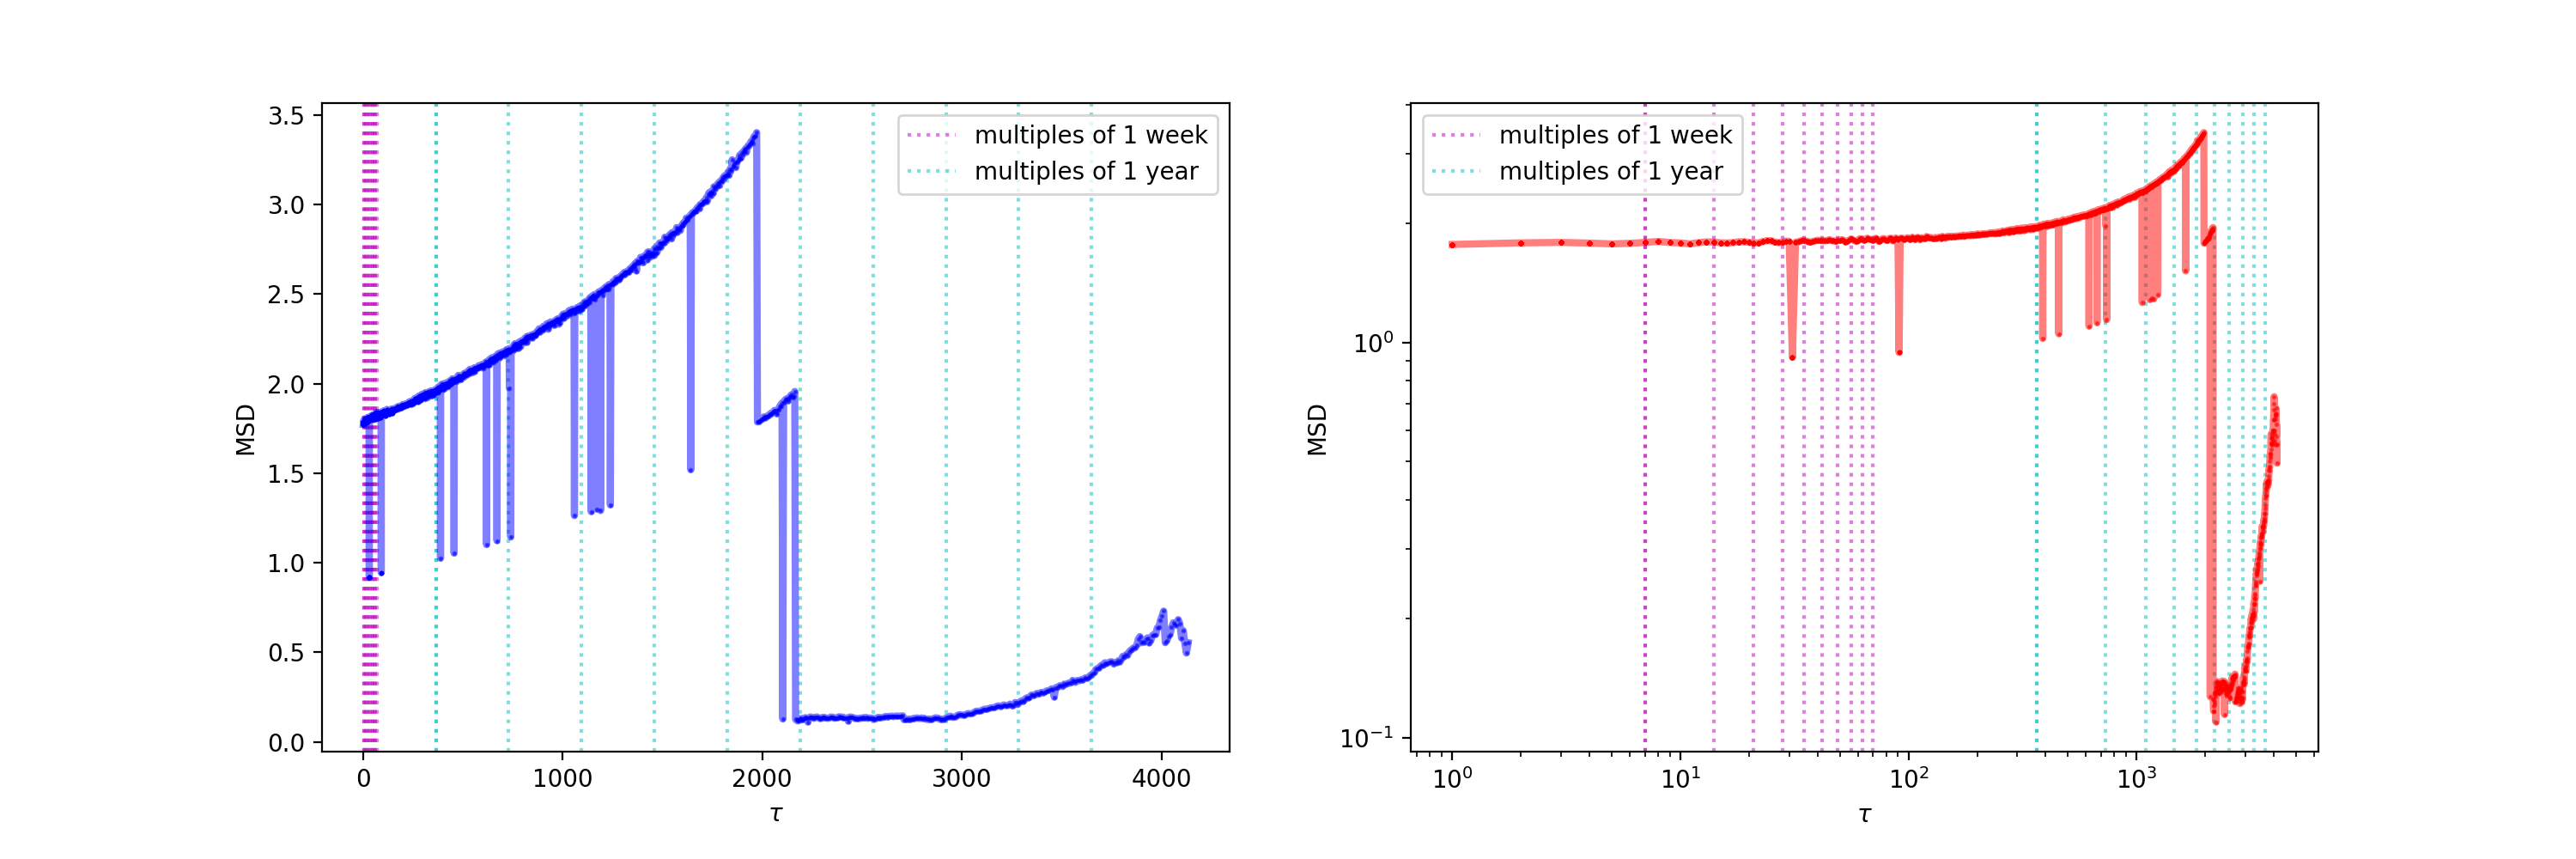 3.5
3.0
2.5
2.0
1.5
1.0
0.5
0.0
MSD
0
1000
2000
3000
4000
τ
multiples of 1 week
multiples of 1 year
10⁰
10⁻¹
MSD
10⁰
10¹
10²
10³
τ
multiples of 1 week
multiples of 1 year